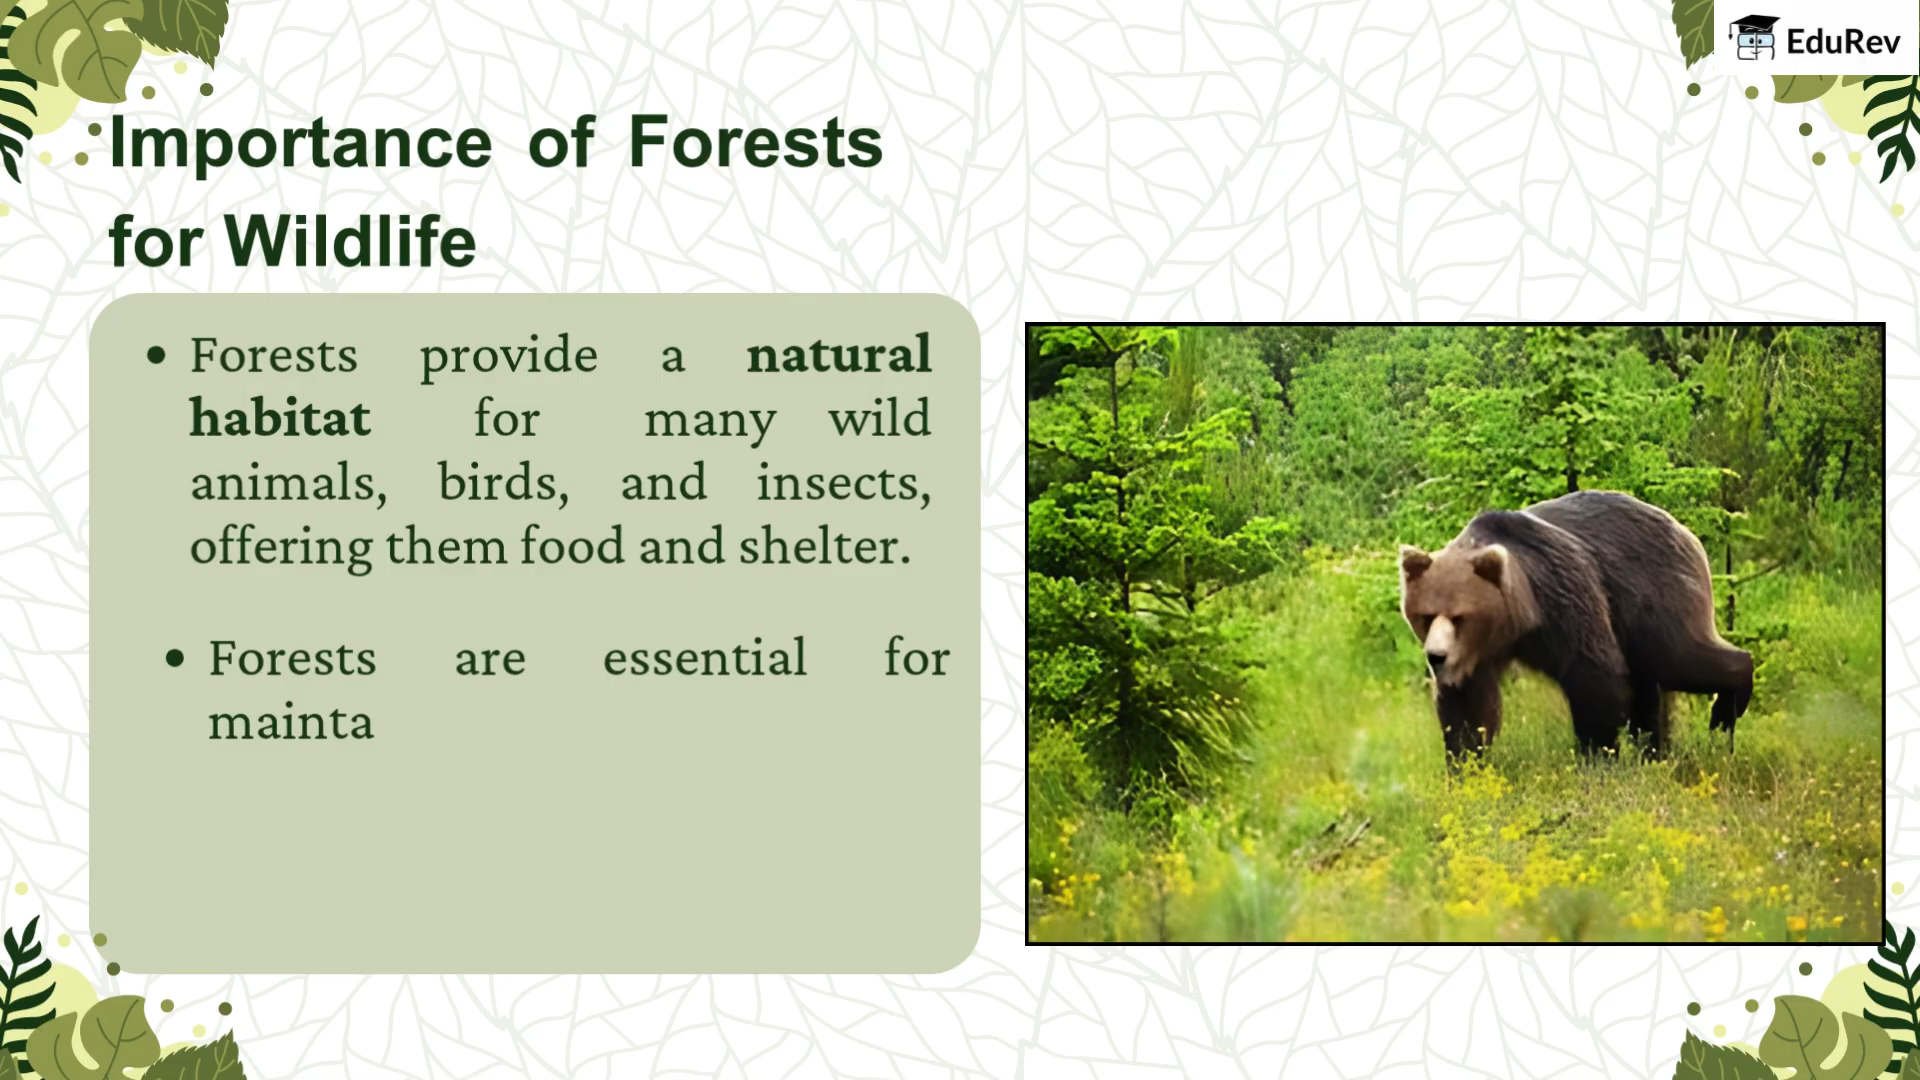 EduRev
Importance of Forests
for Wildlife
• Forests provide a natural
habitat for many wild
animals, birds, and insects,
offering them food and shelter.
• Forests are essential for
mainta